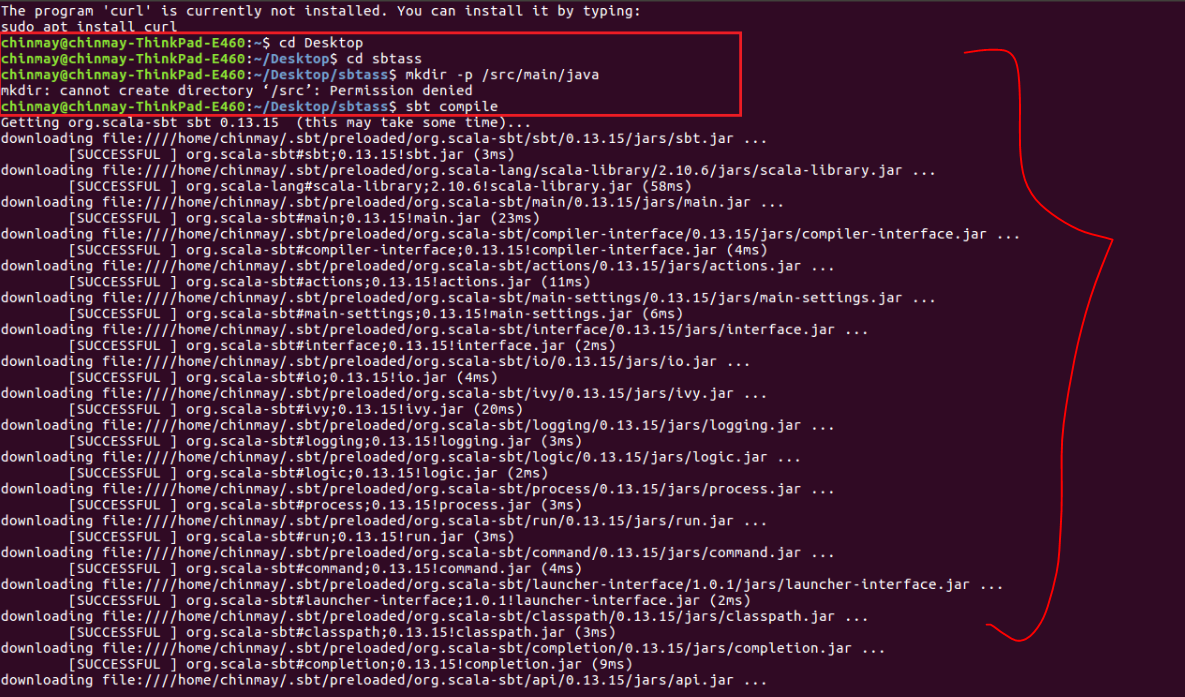 The program 'curl' is currently not installed. You can install it by typing:
sudo apt install curl
chinmay@chinmay-ThinkPad-E460:~$ cd Desktop
chinmay@chinmay-ThinkPad-E460:~/Desktop$ cd sbtass
chinmay@chinmay-ThinkPad-E460:~/Desktop/sbtass$ mkdir -p /src/main/java
mkdir: cannot create directory ‘/src’: Permission denied
chinmay@chinmay-ThinkPad-E460:~/Desktop/sbtass$ sbt compile
Getting org.scala-sbt sbt 0.13.15  (this may take some time)...
downloading file:////home/chinmay/.sbt/preloaded/org.scala-sbt/sbt/0.13.15/jars/sbt.jar ...
[SUCCESSFUL ] org.scala-sbt#sbt;0.13.15!sbt.jar (3ms)
downloading file:////home/chinmay/.sbt/preloaded/org.scala-lang/scala-library/2.10.6/jars/scala-library.jar ...
[SUCCESSFUL ] org.scala-lang#scala-library;2.10.6!scala-library.jar (58ms)
downloading file:////home/chinmay/.sbt/preloaded/org.scala-sbt/main/0.13.15/jars/main.jar ...
[SUCCESSFUL ] org.scala-sbt#main;0.13.15!main.jar (23ms)
downloading file:////home/chinmay/.sbt/preloaded/org.scala-sbt/compiler-interface/0.13.15/jars/compiler-interface.jar ...
[SUCCESSFUL ] org.scala-sbt#compiler-interface;0.13.15!compiler-interface.jar (4ms)
downloading file:////home/chinmay/.sbt/preloaded/org.scala-sbt/actions/0.13.15/jars/actions.jar ...
[SUCCESSFUL ] org.scala-sbt#actions;0.13.15!actions.jar (11ms)
downloading file:////home/chinmay/.sbt/preloaded/org.scala-sbt/main-settings/0.13.15/jars/main-settings.jar ...
[SUCCESSFUL ] org.scala-sbt#main-settings;0.13.15!main-settings.jar (6ms)
downloading file:////home/chinmay/.sbt/preloaded/org.scala-sbt/interface/0.13.15/jars/interface.jar ...
[SUCCESSFUL ] org.scala-sbt#interface;0.13.15!interface.jar (2ms)
downloading file:////home/chinmay/.sbt/preloaded/org.scala-sbt/io/0.13.15/jars/io.jar ...
[SUCCESSFUL ] org.scala-sbt#io;0.13.15!io.jar (4ms)
downloading file:////home/chinmay/.sbt/preloaded/org.scala-sbt/ivy/0.13.15/jars/ivy.jar ...
[SUCCESSFUL ] org.scala-sbt#ivy;0.13.15!ivy.jar (20ms)
downloading file:////home/chinmay/.sbt/preloaded/org.scala-sbt/logging/0.13.15/jars/logging.jar ...
[SUCCESSFUL ] org.scala-sbt#logging;0.13.15!logging.jar (3ms)
downloading file:////home/chinmay/.sbt/preloaded/org.scala-sbt/logic/0.13.15/jars/logic.jar ...
[SUCCESSFUL ] org.scala-sbt#logic;0.13.15!logic.jar (2ms)
downloading file:////home/chinmay/.sbt/preloaded/org.scala-sbt/process/0.13.15/jars/process.jar ...
[SUCCESSFUL ] org.scala-sbt#process;0.13.15!process.jar (3ms)
downloading file:////home/chinmay/.sbt/preloaded/org.scala-sbt/run/0.13.15/jars/run.jar ...
[SUCCESSFUL ] org.scala-sbt#run;0.13.15!run.jar (3ms)
downloading file:////home/chinmay/.sbt/preloaded/org.scala-sbt/command/0.13.15/jars/command.jar ...
[SUCCESSFUL ] org.scala-sbt#command;0.13.15!command.jar (4ms)
downloading file:////home/chinmay/.sbt/preloaded/org.scala-sbt/launcher-interface/1.0.1/jars/launcher-interface.jar ...
[SUCCESSFUL ] org.scala-sbt#launcher-interface;1.0.1!launcher-interface.jar (2ms)
downloading file:////home/chinmay/.sbt/preloaded/org.scala-sbt/classpath/0.13.15/jars/classpath.jar ...
[SUCCESSFUL ] org.scala-sbt#classpath;0.13.15!classpath.jar (3ms)
downloading file:////home/chinmay/.sbt/preloaded/org.scala-sbt/completion/0.13.15/jars/completion.jar ...
[SUCCESSFUL ] org.scala-sbt#completion;0.13.15!completion.jar (9ms)
downloading file:////home/chinmay/.sbt/preloaded/org.scala-sbt/api/0.13.15/jars/api.jar ...